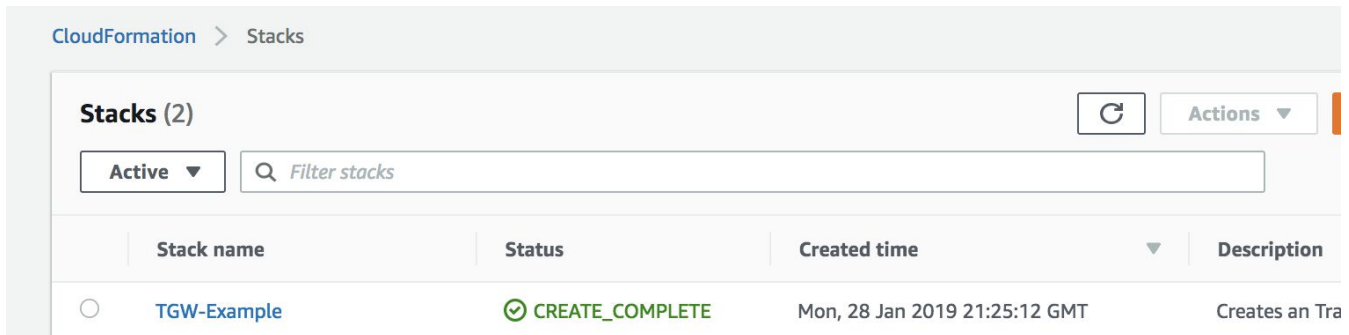 CloudFormation > Stacks
Stacks (2)
Actions
Active
Filter stacks
Stack name Status Created time Description
TGW-Example CREATE_COMPLETE Mon, 28 Jan 2019 21:25:12 GMT Creates an Tra